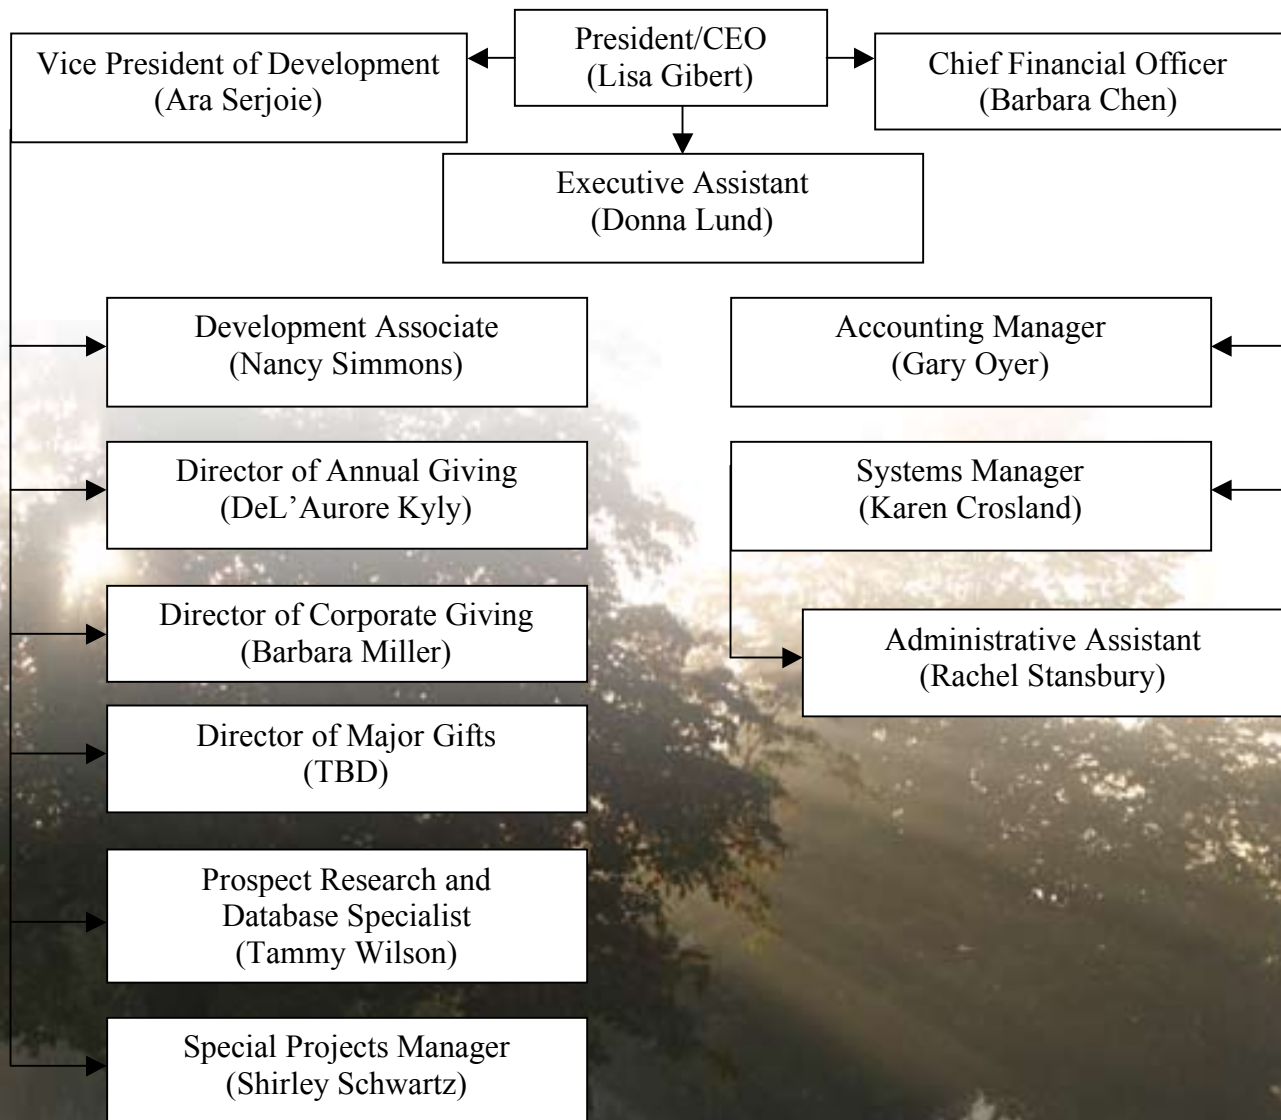 President/CEO
(Lisa Gibert)
Vice President of Development
(Ara Serjoie)
Chief Financial Officer
(Barbara Chen)
Executive Assistant
(Donna Lund)
Development Associate
(Nancy Simmons)
Director of Annual Giving
(DeL’Aurore Kyly)
Director of Corporate Giving
(Barbara Miller)
Director of Major Gifts
(TBD)
Prospect Research and
Database Specialist
(Tammy Wilson)
Special Projects Manager
(Shirley Schwartz)
Accounting Manager
(Gary Oyer)
Systems Manager
(Karen Crosland)
Administrative Assistant
(Rachel Stansbury)